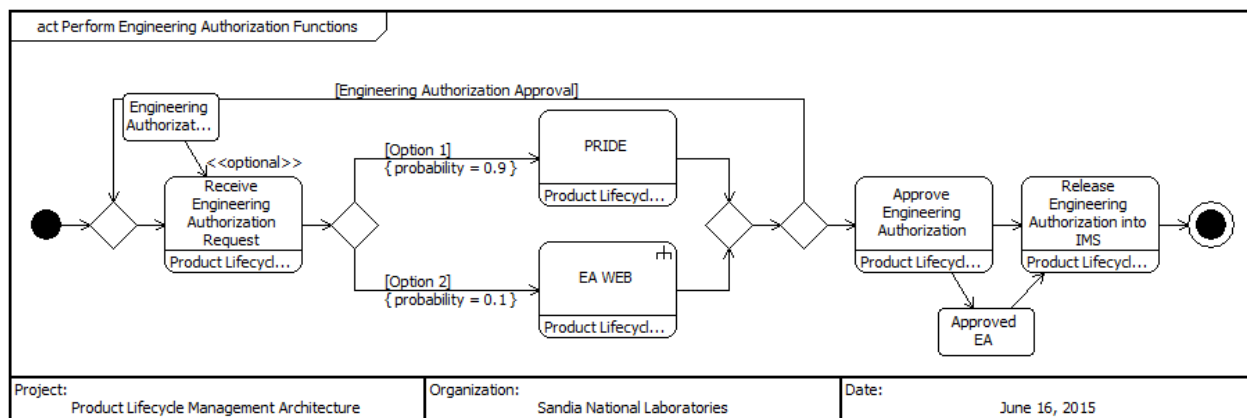 act Perform Engineering Authorization Functions
[Engineering Authorization Approval]
Engineering
Authorizat...
<<optional>>
Receive
Engineering
Authorization
Request
Product Lifecycl...
[Option 1]
{ probability = 0.9 }
PRIDE
Product Lifecycl...
[Option 2]
{ probability = 0.1 }
EA WEB
Product Lifecycl...
Approve
Engineering
Authorization
Product Lifecycl...
Release
Engineering
Authorization into
IMS
Product Lifecycl...
Approved
EA
Project:
Product Lifecycle Management Architecture
Organization:
Sandia National Laboratories
Date:
June 16, 2015